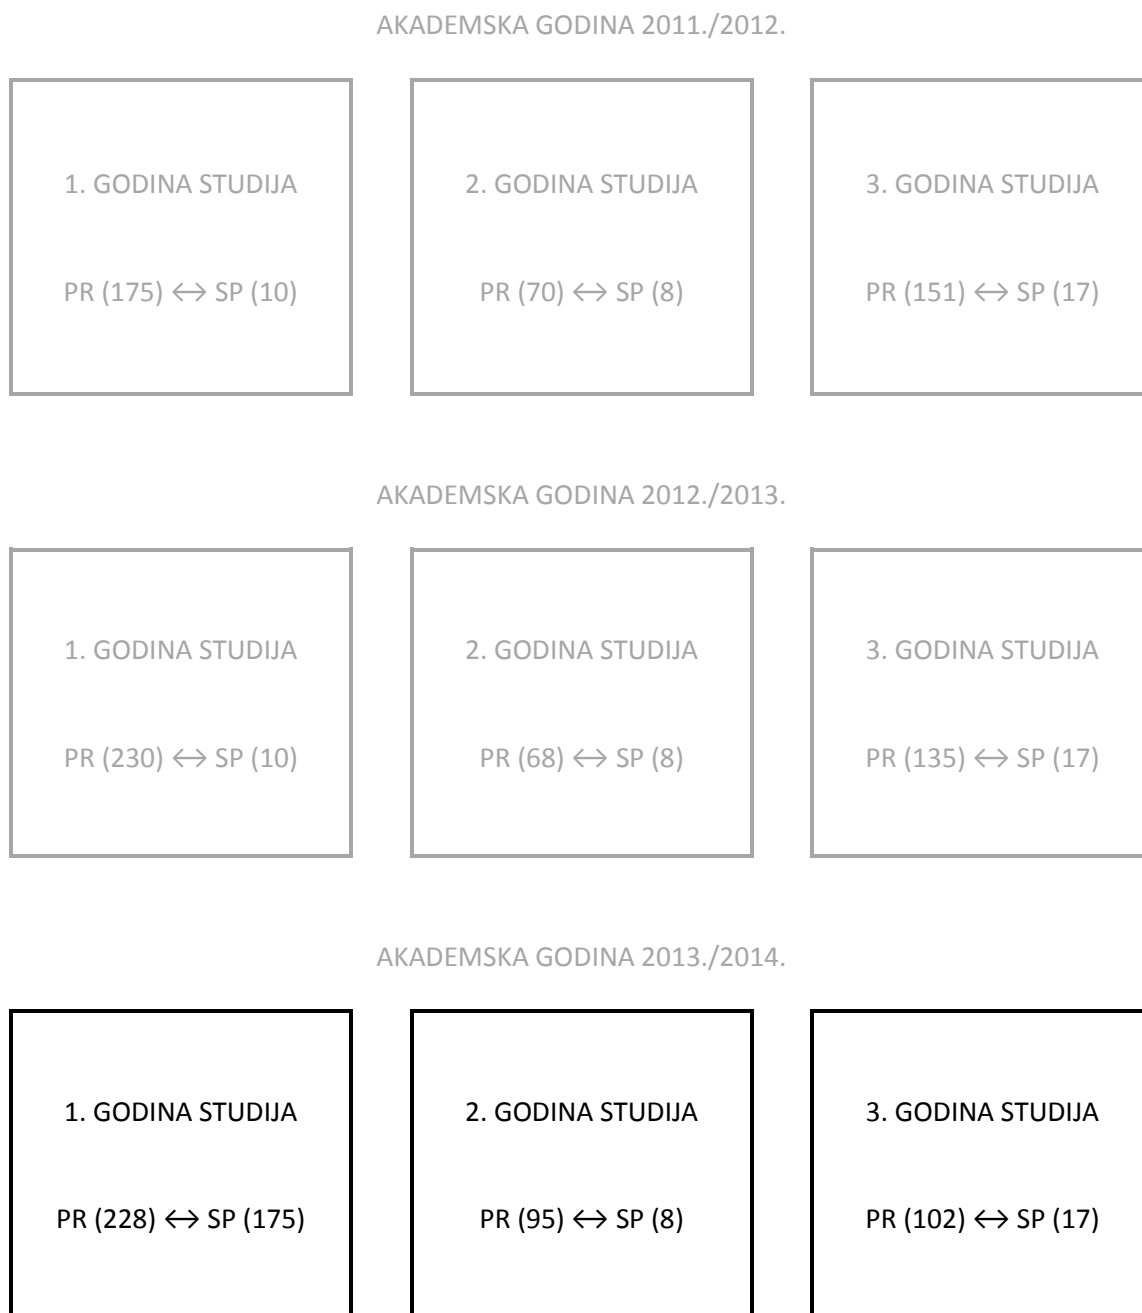 AKADEMSKA GODINA 2011./2012.
1. GODINA STUDIJA
PR (175) ↔ SP (10)
2. GODINA STUDIJA
PR (70) ↔ SP (8)
3. GODINA STUDIJA
PR (151) ↔ SP (17)
AKADEMSKA GODINA 2012./2013.
1. GODINA STUDIJA
PR (230) ↔ SP (10)
2. GODINA STUDIJA
PR (68) ↔ SP (8)
3. GODINA STUDIJA
PR (135) ↔ SP (17)
AKADEMSKA GODINA 2013./2014.
1. GODINA STUDIJA
PR (228) ↔ SP (175)
2. GODINA STUDIJA
PR (95) ↔ SP (8)
3. GODINA STUDIJA
PR (102) ↔ SP (17)